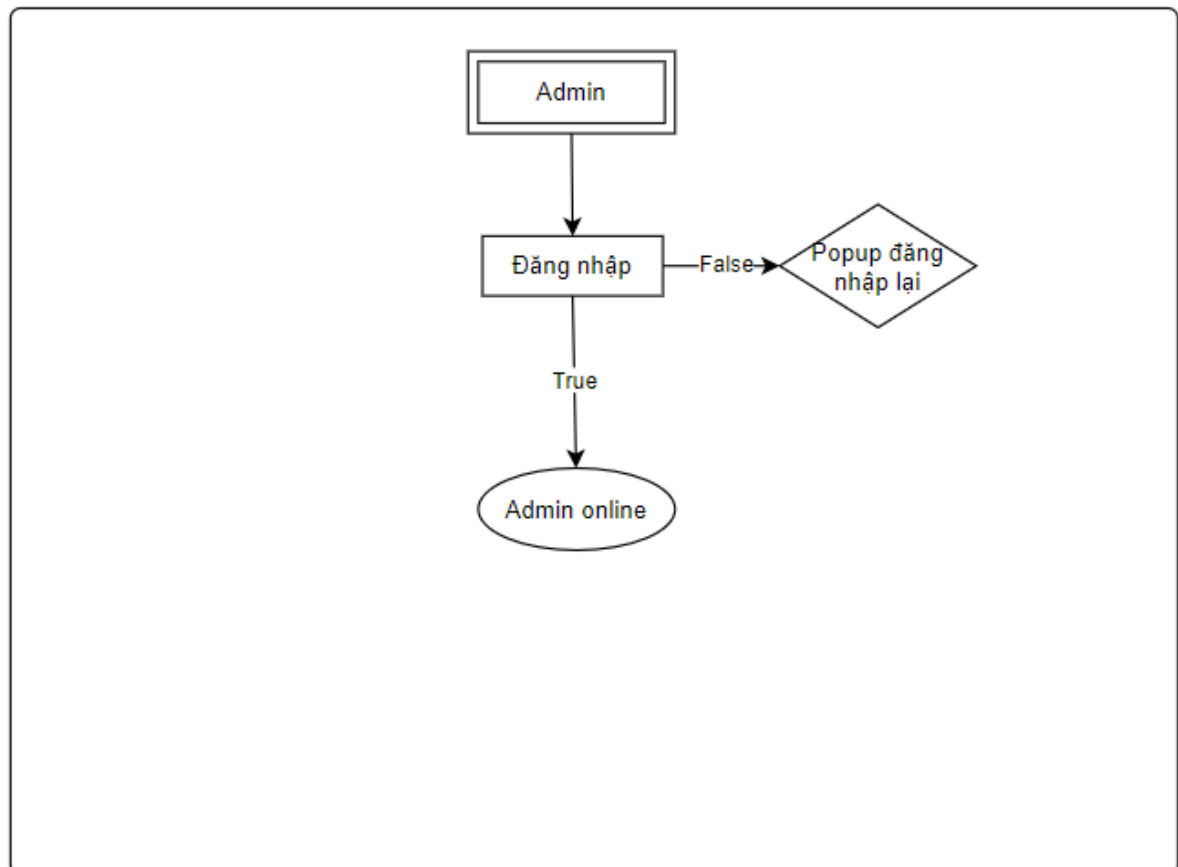 Admin
Đăng nhập
False
Popup đăng
nhập lại
True
Admin online